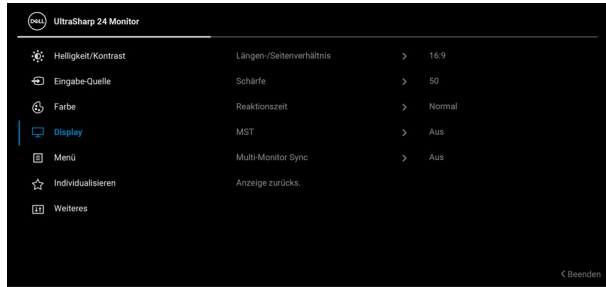 DELL UltraSharp 24 Monitor
Helligkeit/Kontrast Längen-/Seitenverhältnis 16:9
Eingabe-Quelle Schärfe 50
Farbe Reaktionszeit Normal
Display MST Aus
Menü Multi-Monitor Sync Aus
Individualisieren Anzeige zurücks.
Weiteres
Beenden